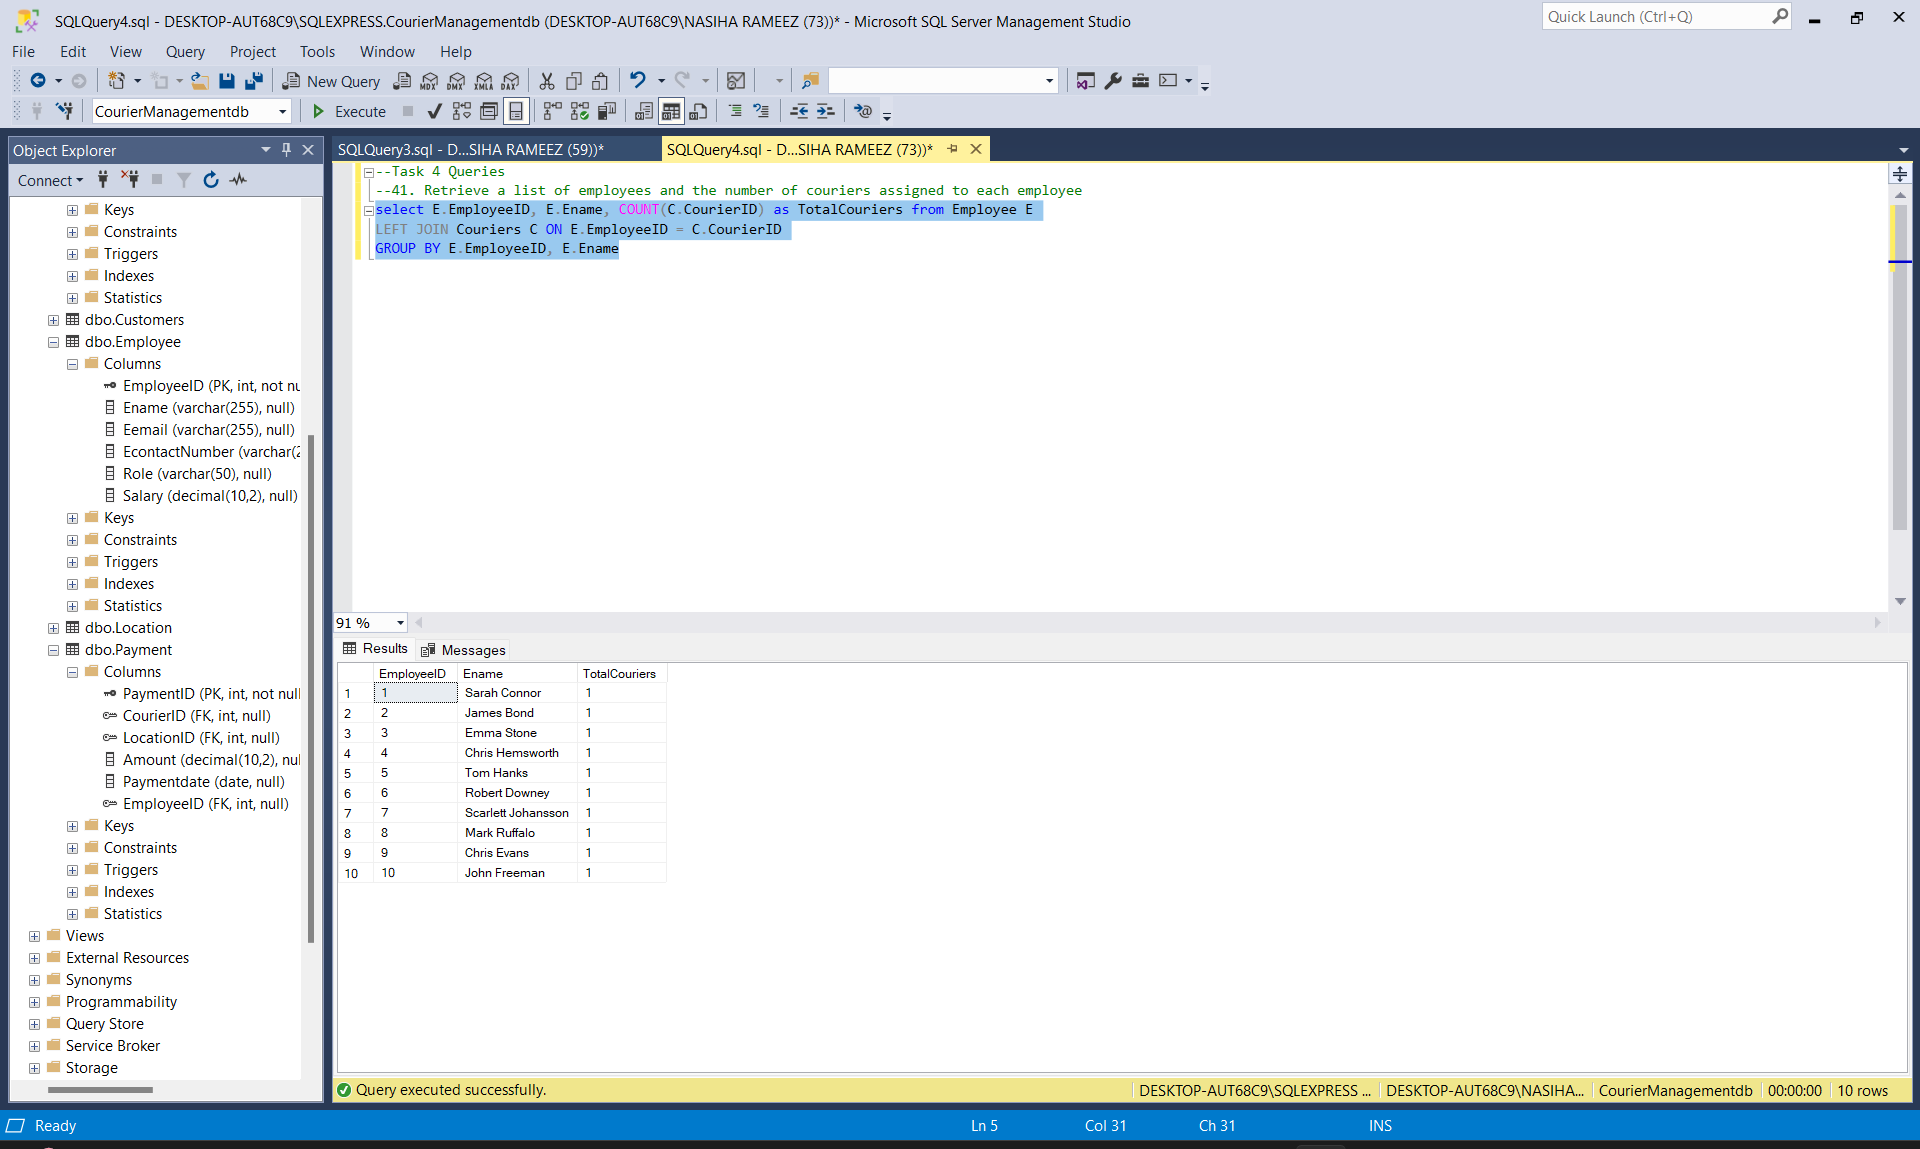 SQLQuery4.sql - DESKTOP-AUT68C9\SQLEXPRESS.CourierManagementdb (DESKTOP-AUT68C9\NASIHA RAMEEZ (73))* - Microsoft SQL Server Management Studio
Quick Launch (Ctrl+Q)
File Edit View Query Project Tools Window Help
New Query MDX DMX XMLA DAX
CourierManagementdb Execute
Object Explorer
Connect
Keys
Constraints
Triggers
Indexes
Statistics
dbo.Customers
dbo.Employee
Columns
EmployeeID (PK, int, not nu
Ename (varchar(255), null)
Eemail (varchar(255), null)
EcontactNumber (varchar(2
Role (varchar(50), null)
Salary (decimal(10,2), null)
Keys
Constraints
Triggers
Indexes
Statistics
dbo.Location
dbo.Payment
Columns
PaymentID (PK, int, not null
CourierID (FK, int, null)
LocationID (FK, int, null)
Amount (decimal(10,2), nul
Paymentdate (date, null)
EmployeeID (FK, int, null)
Keys
Constraints
Triggers
Indexes
Statistics
Views
External Resources
Synonyms
Programmability
Query Store
Service Broker
Storage
SQLQuery3.sql - D...SIHA RAMEEZ (59))*
SQLQuery4.sql - D...SIHA RAMEEZ (73))*
--Task 4 Queries
--41. Retrieve a list of employees and the number of couriers assigned to each employee
select E.EmployeeID, E.Ename, COUNT(C.CourierID) as TotalCouriers from Employee E
LEFT JOIN Couriers C ON E.EmployeeID = C.CourierID
GROUP BY E.EmployeeID, E.Ename
91 %
Results Messages
EmployeeID Ename TotalCouriers
1 1 Sarah Connor 1
2 2 James Bond 1
3 3 Emma Stone 1
4 4 Chris Hemsworth 1
5 5 Tom Hanks 1
6 6 Robert Downey 1
7 7 Scarlett Johansson 1
8 8 Mark Ruffalo 1
9 9 Chris Evans 1
10 10 John Freeman 1
Query executed successfully. DESKTOP-AUT68C9\SQLEXPRESS ... DESKTOP-AUT68C9\NASIHA... CourierManagementdb 00:00:00 10 rows
Ready Ln 5 Col 31 Ch 31 INS